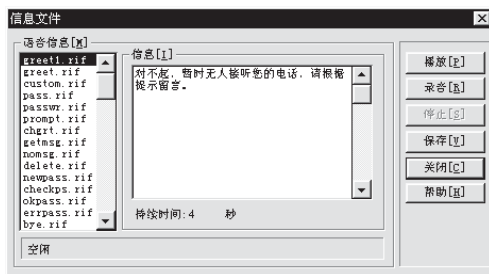 信息文件
语音信息[M]
greet1.rif
greet.rif
custom.rif
pass.rif
passwr.rif
prompt.rif
chgrt.rif
getmsg.rif
nomsg.rif
delete.rif
newpass.rif
checkps.rif
okpass.rif
errpass.rif
bye.rif
信息[I]
对不起，暂时无人接听您的电话，请根据
提示留言。
持续时间:4 秒
播放[P]
录音[R]
停止[S]
保存[V]
关闭[C]
帮助[H]
空闲